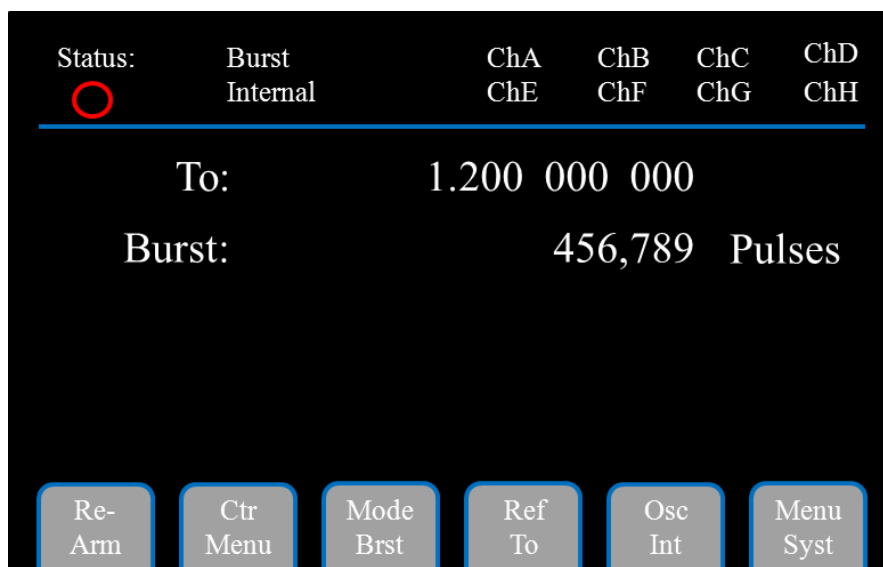 Status: Burst ChA ChB ChC ChD
Internal ChE ChF ChG ChH
To: 1.200 000 000
Burst: 456,789 Pulses
Re- Ctr Mode Ref Osc Menu
Arm Menu Brst To Int Syst